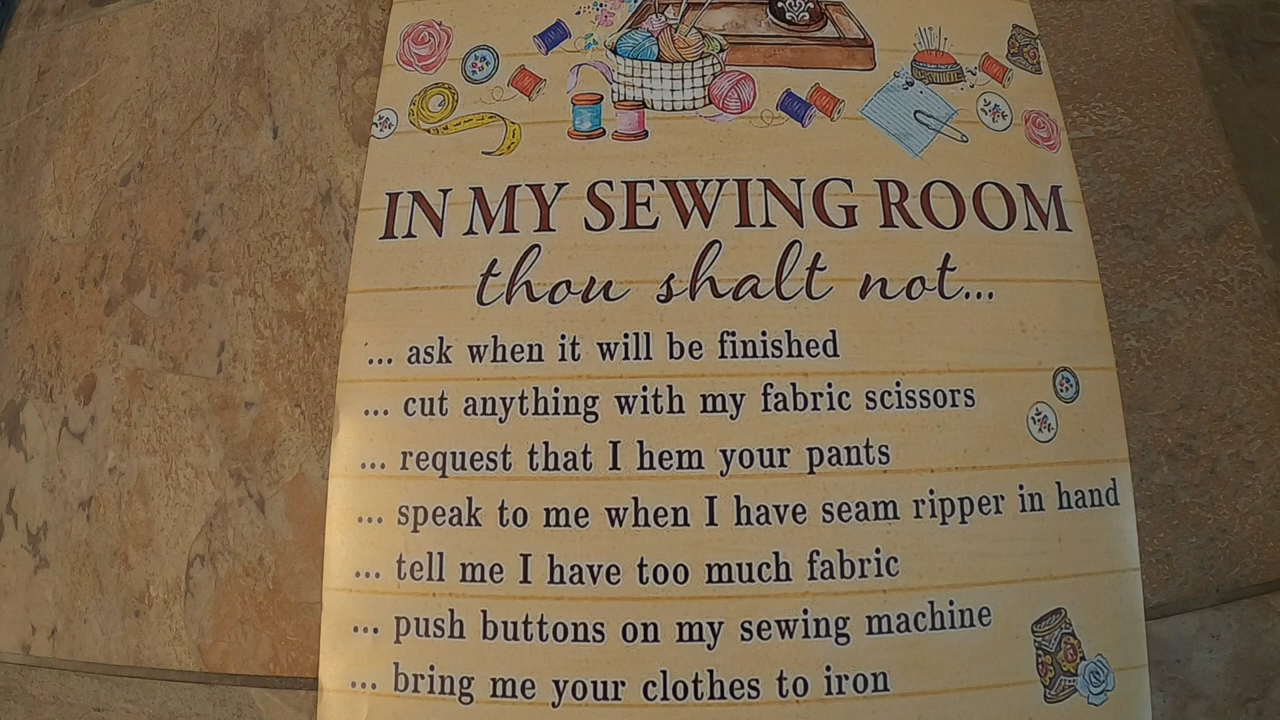 IN MY SEWING ROOM
thou shalt not...
... ask when it will be finished
... cut anything with my fabric scissors
... request that I hem your pants
... speak to me when I have seam ripper in hand
... tell me I have too much fabric
... push buttons on my sewing machine
... bring me your clothes to iron